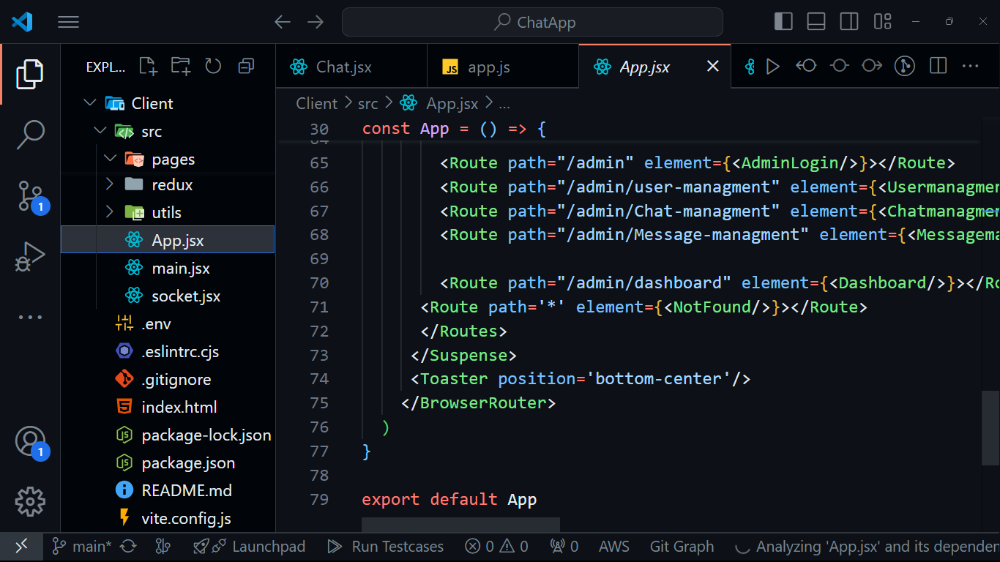 ChatApp
EXPL...
Client
src
pages
redux
utils
App.jsx
main.jsx
socket.jsx
.env
.eslintrc.cjs
.gitignore
index.html
package-lock.json
package.json
README.md
vite.config.js
1
1
Chat.jsx
JS app.js
App.jsx
Client > src > App.jsx > ...
30 const App = () => {
65 <Route path="/admin" element={<AdminLogin/>}></Route>
66 <Route path="/admin/user-managment" element={<Usermanagmen
67 <Route path="/admin/Chat-managment" element={<Chatmanagmen
68 <Route path="/admin/Message-managment" element={<Messagema
69
70 <Route path="/admin/dashboard" element={<Dashboard/>}></Ro
71 <Route path='*' element={<NotFound/>}></Route>
72 </Routes>
73 </Suspense>
74 <Toaster position='bottom-center'/>
75 </BrowserRouter>
76 )
77 }
78
79 export default App
main* Launchpad Run Testcases 0 0 0 AWS Git Graph Analyzing 'App.jsx' and its dependen